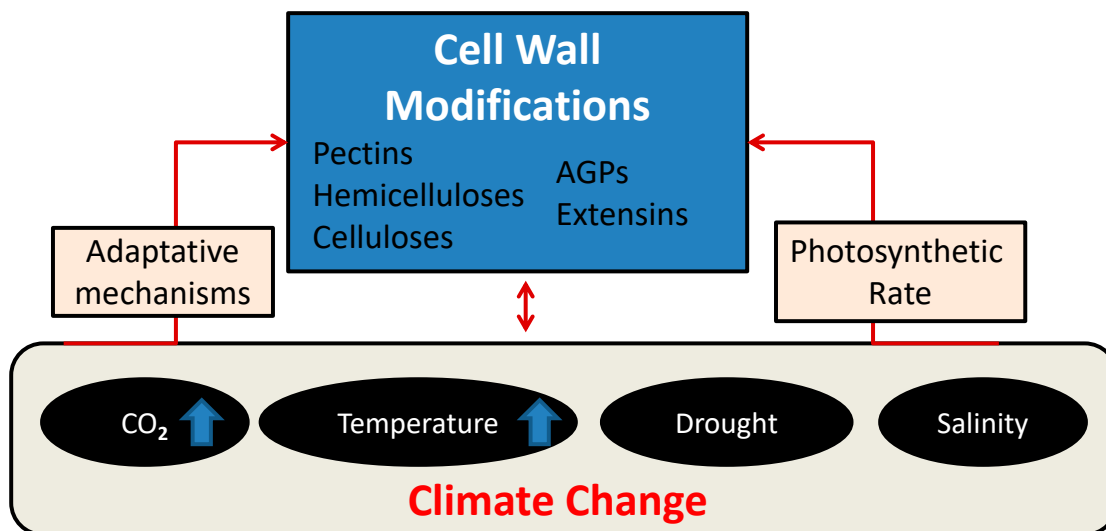 Cell Wall
Modifications
Pectins
Hemicelluloses
Celluloses
AGPs
Extensins
Adaptative
mechanisms
Photosynthetic
Rate
CO₂
Temperature
Drought
Salinity
Climate Change